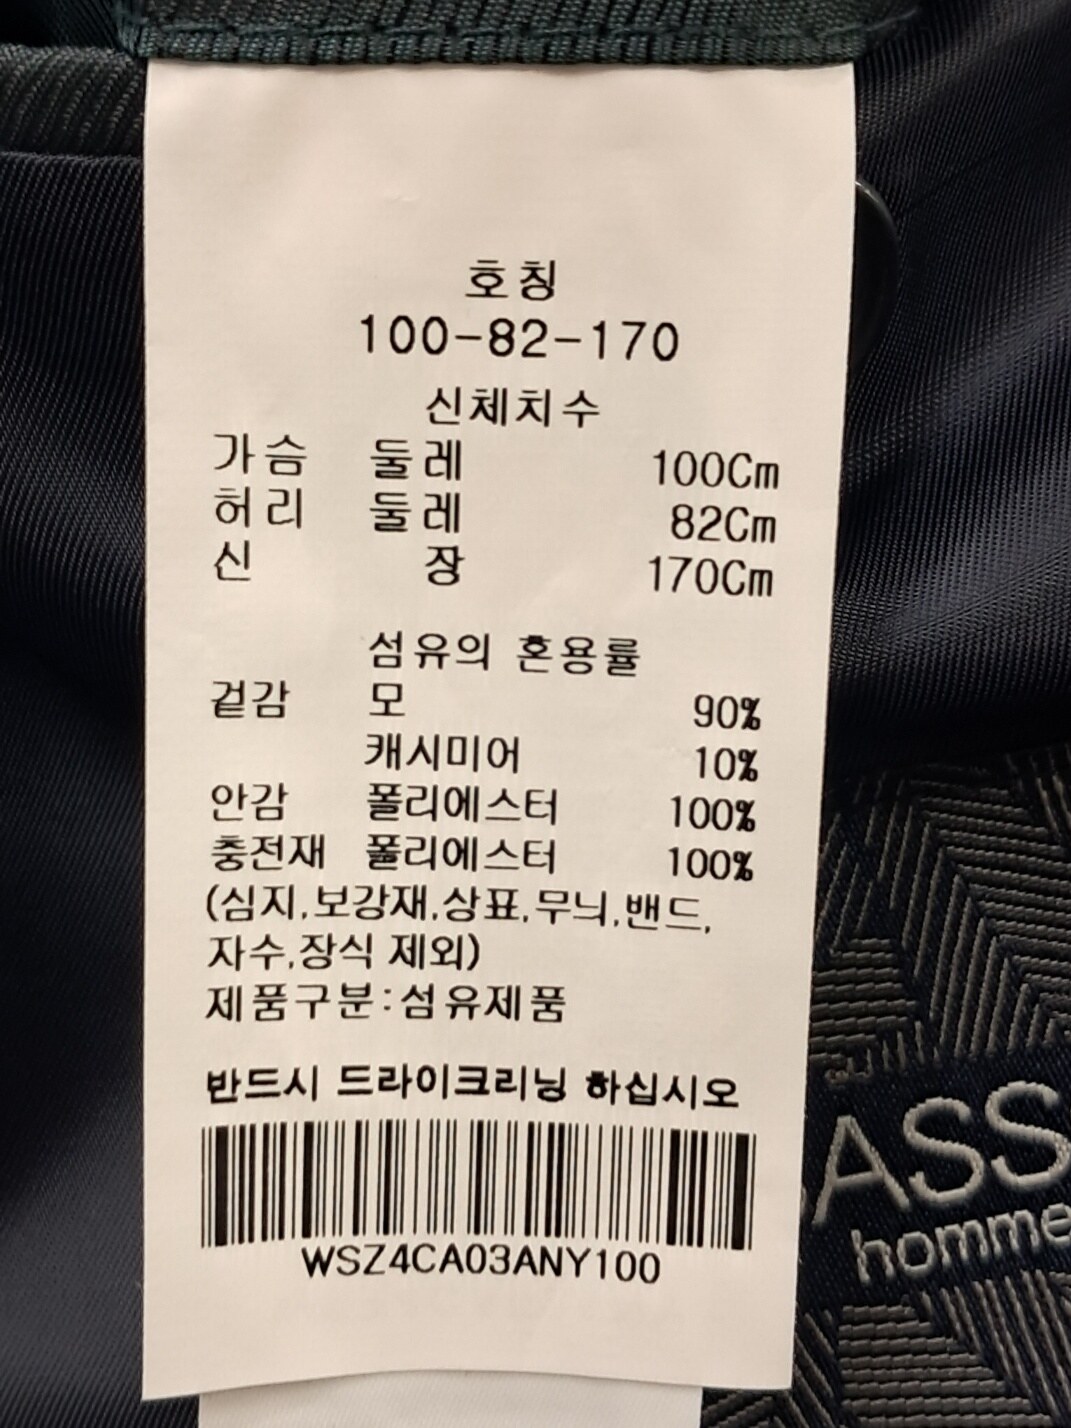 호칭
100-82-170
신체치수
가슴 둘레 100Cm
허리 둘레 82Cm
신 장 170Cm
섬유의 혼용률
겉감 모 90%
캐시미어 10%
안감 폴리에스터 100%
충전재 폴리에스터 100%
(심지,보강재,상표,무늬,밴드,
자수,장식 제외)
제품구분:섬유제품
반드시 드라이크리닝 하십시오
WSZ4CA03ANY100
ASS
homme